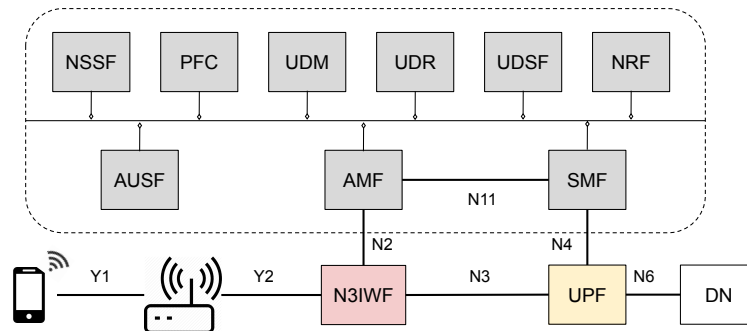 NSSF
PFC
UDM
UDR
UDSF
NRF
AUSF
AMF
SMF
N11
N2
N4
Y1
Y2
N3IWF
N3
UPF
N6
DN